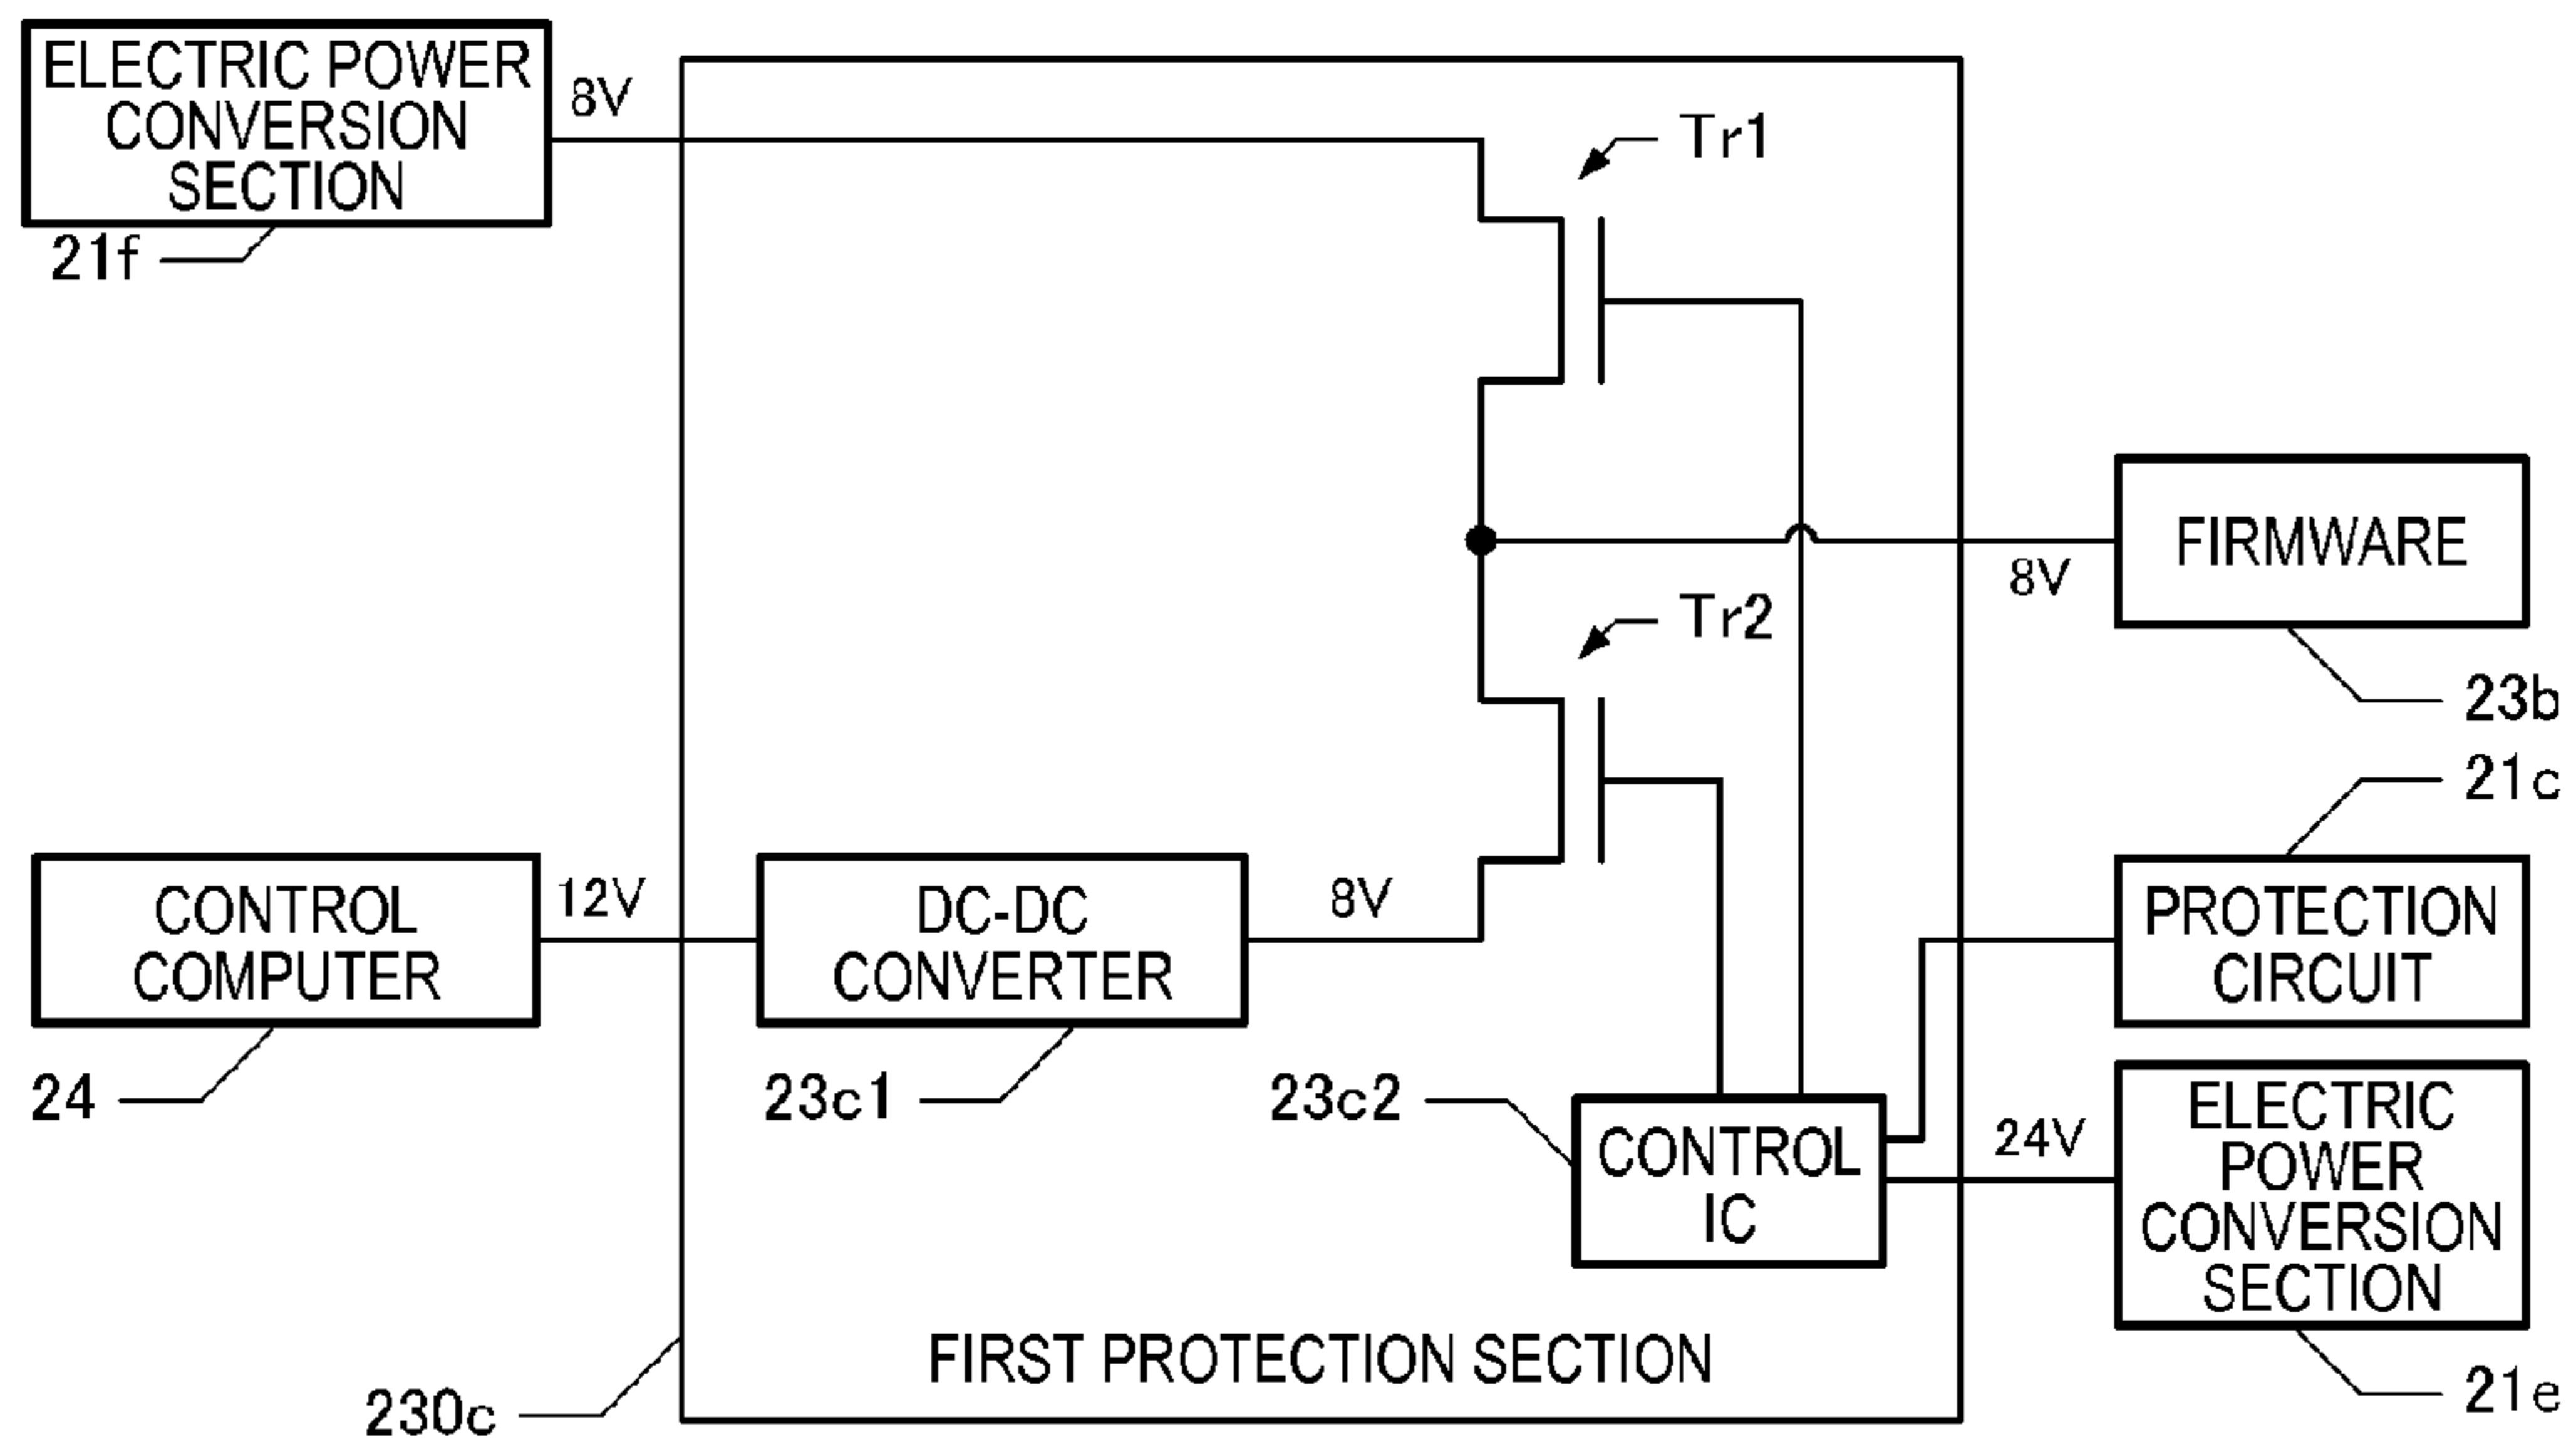 ELECTRIC POWER
CONVERSION
SECTION
8V
21f
Tr1
FIRMWARE
8V
23b
Tr2
21c
CONTROL
COMPUTER
12V
24
DC-DC
CONVERTER
8V
23c1
PROTECTION
CIRCUIT
23c2
CONTROL
IC
24V
ELECTRIC
POWER
CONVERSION
SECTION
21e
FIRST PROTECTION SECTION
230c